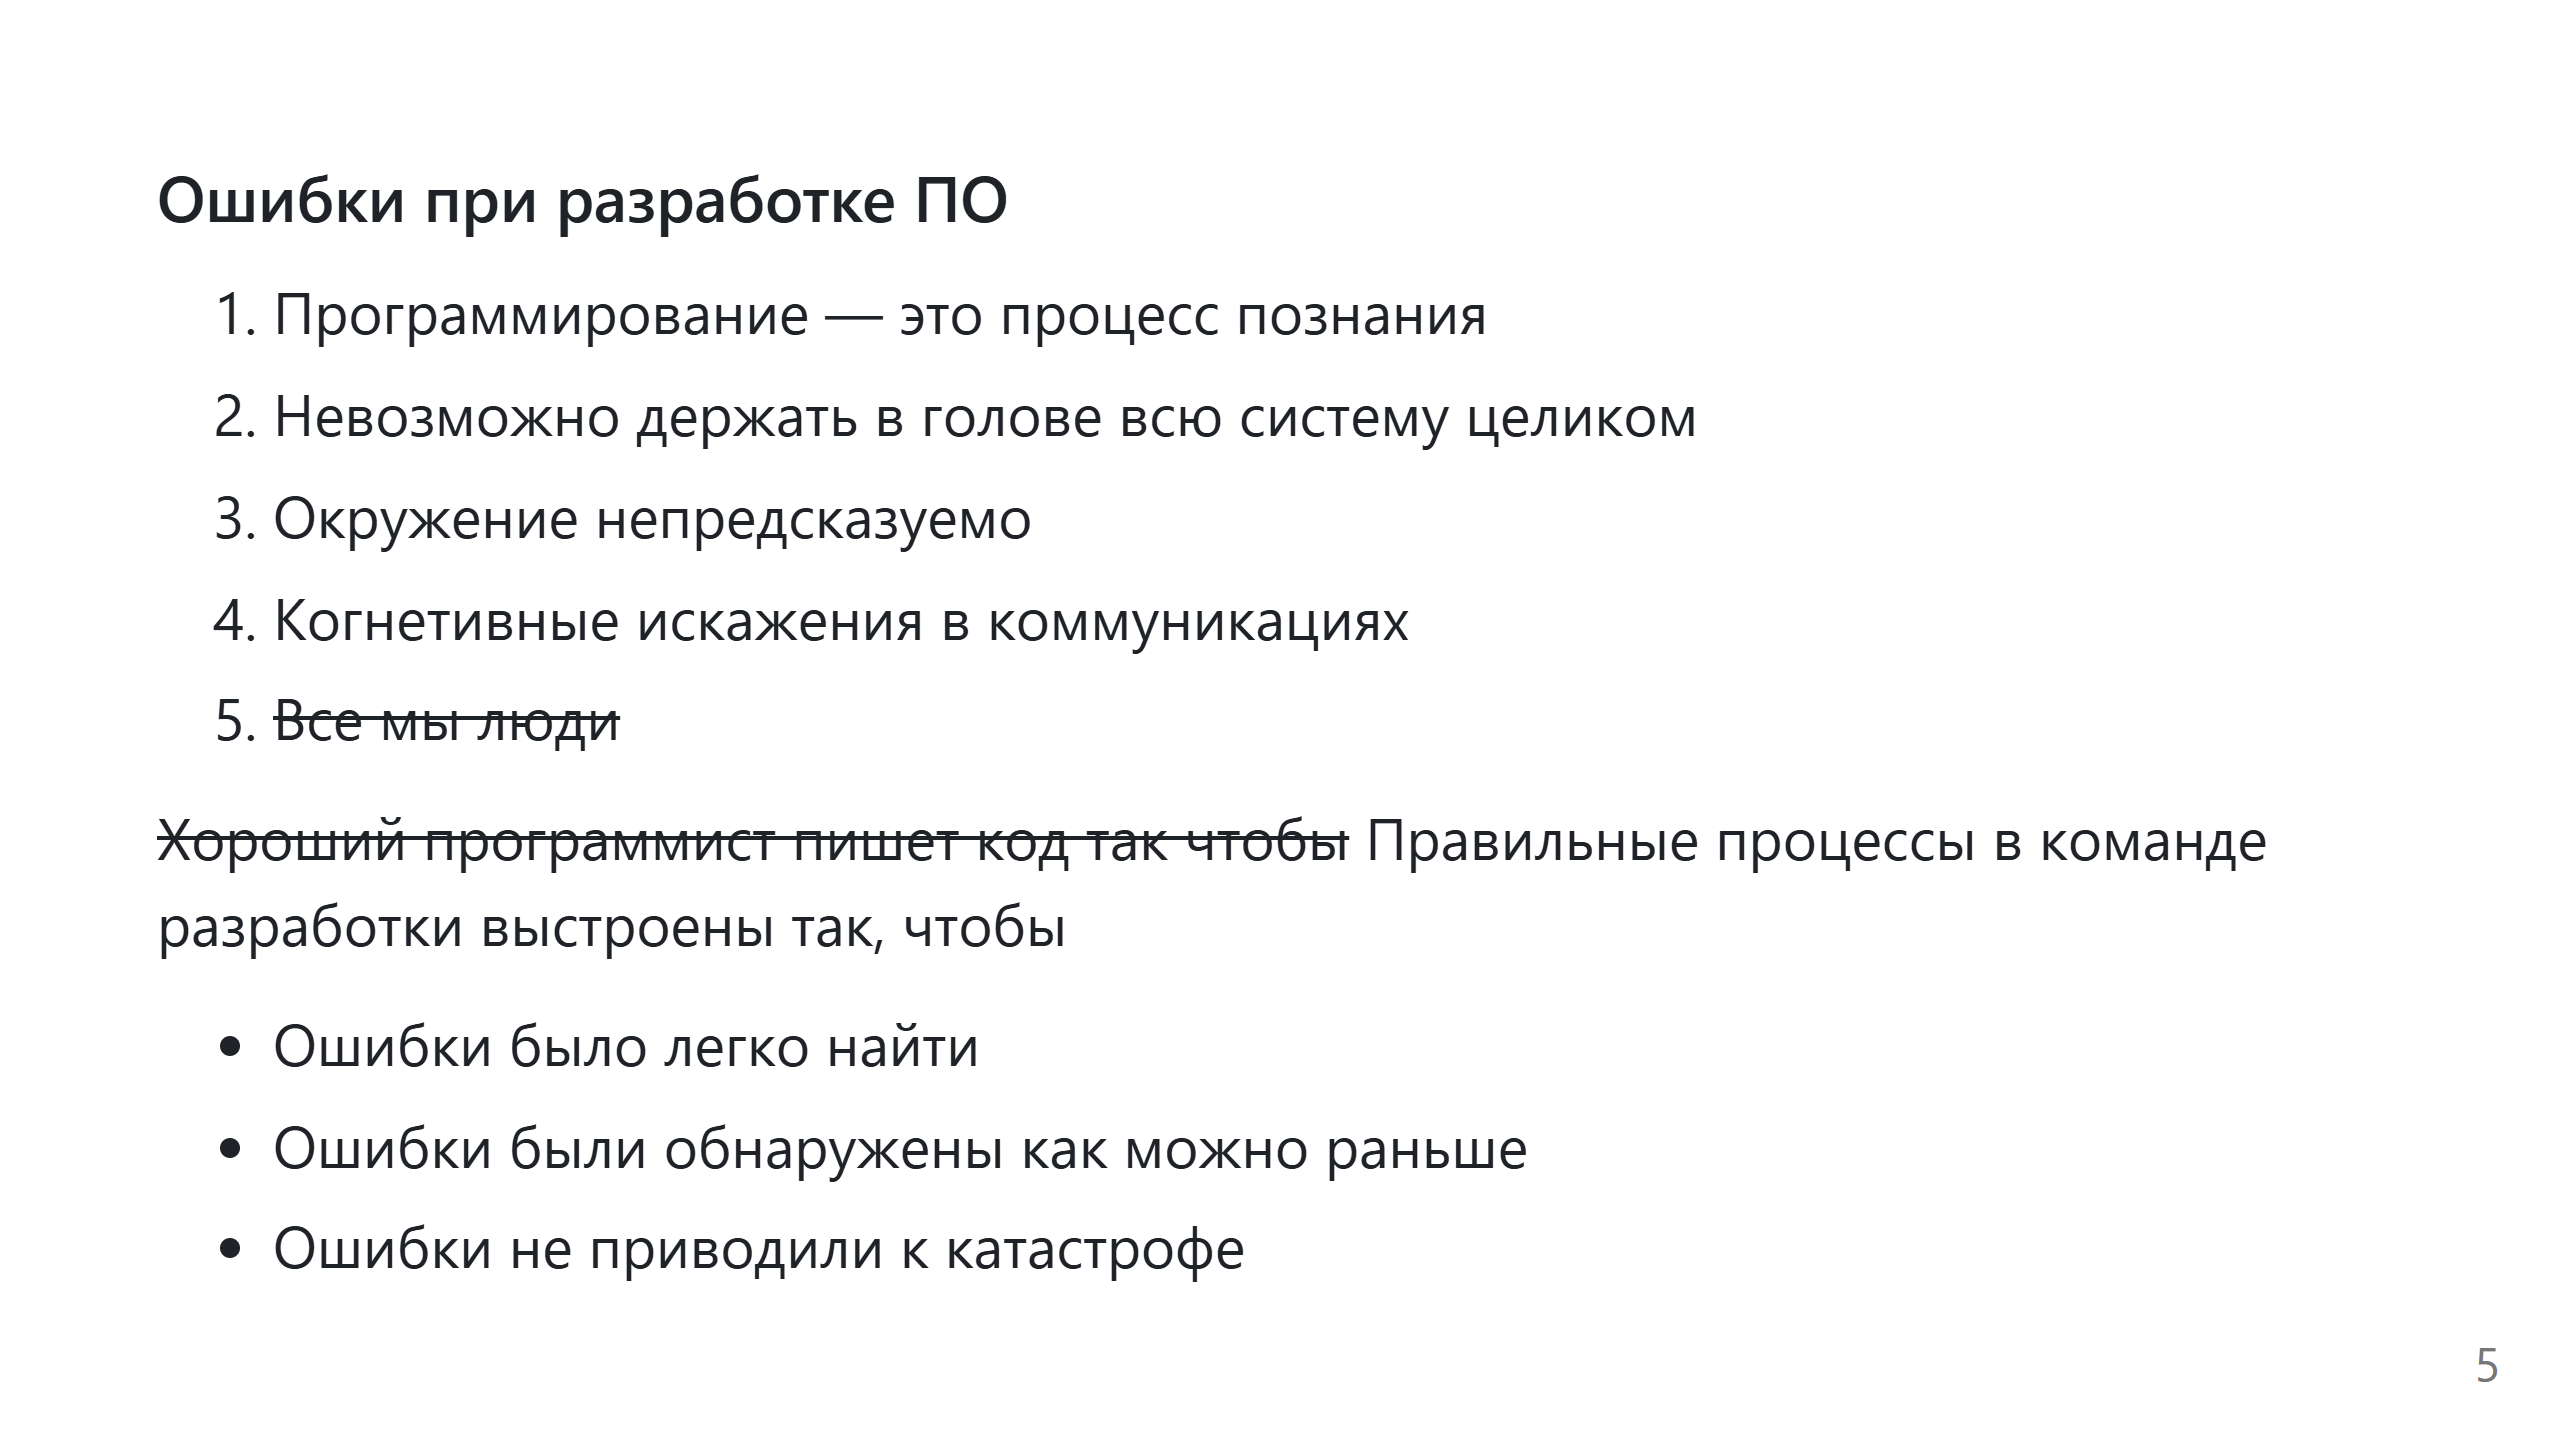 Ошибки при разработке ПО
1. Программирование — это процесс познания
2. Невозможно держать в голове всю систему целиком
3. Окружение непредсказуемо
4. Когнетивные искажения в коммуникациях
5. Все мы люди
Хороший программист пишет код так чтобы Правильные процессы в команде
разработки выстроены так, чтобы
• Ошибки было легко найти
• Ошибки были обнаружены как можно раньше
• Ошибки не приводили к катастрофе
5